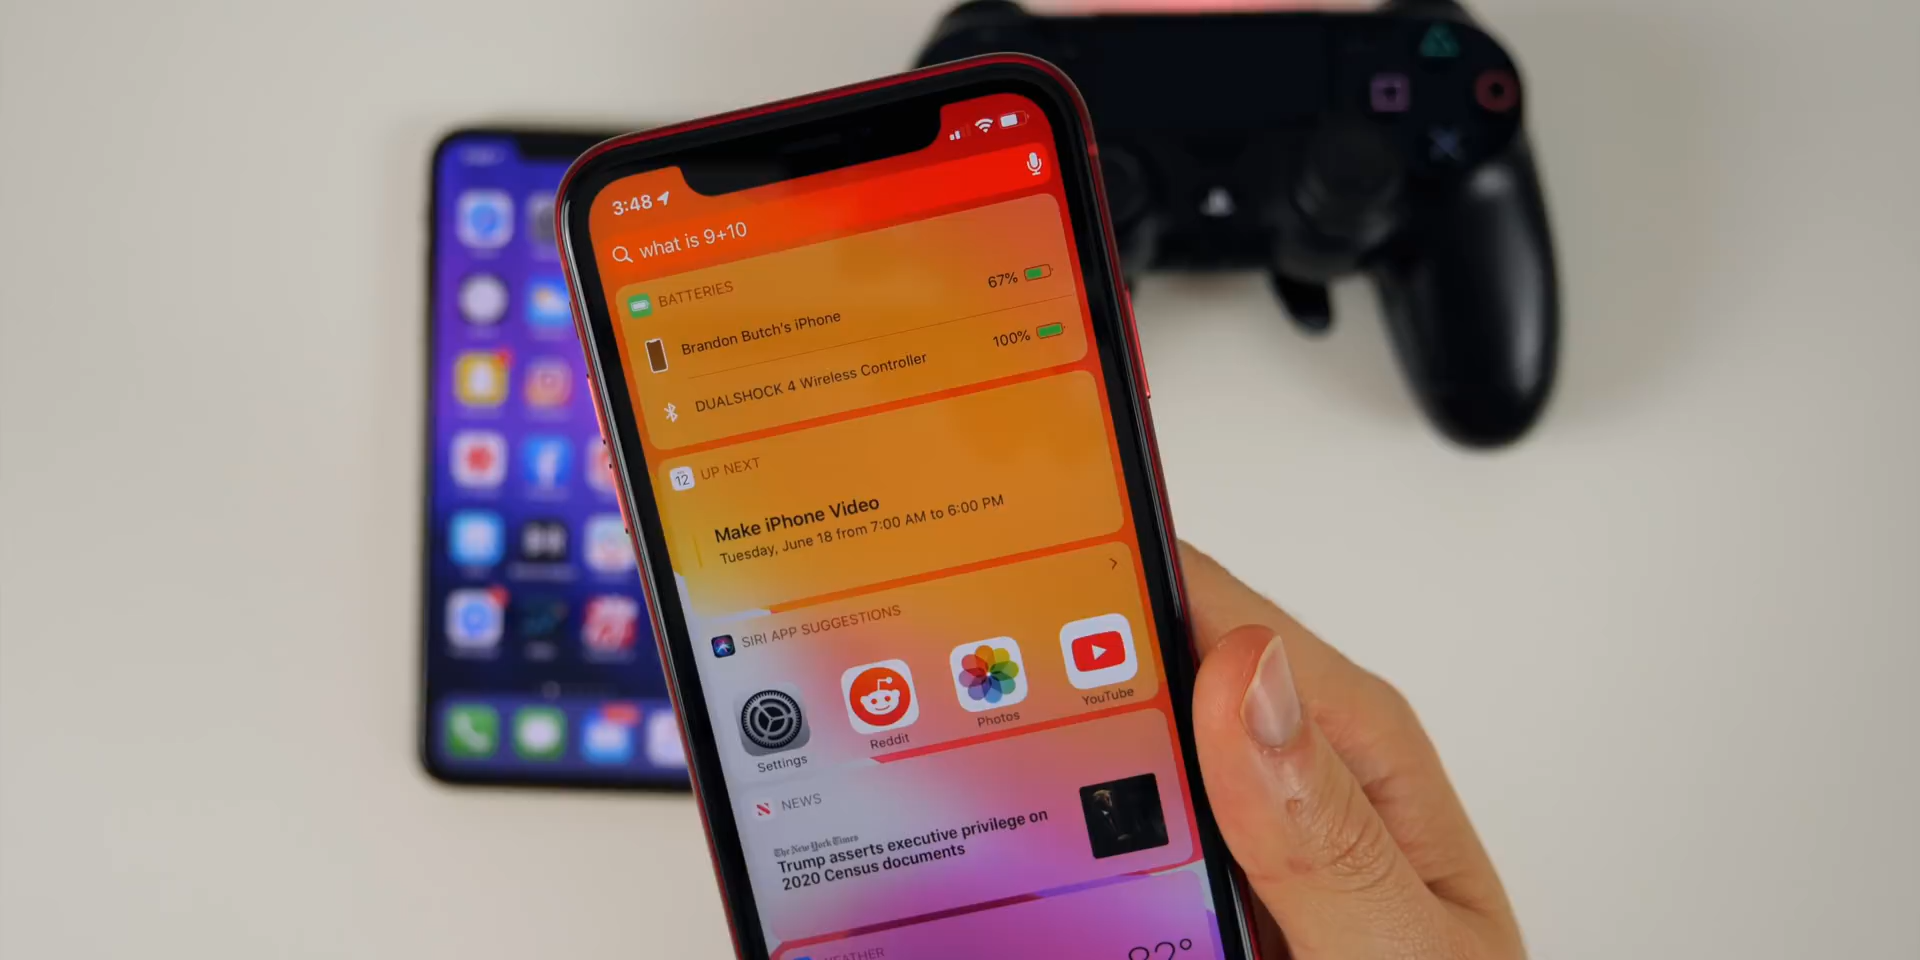 3:48
what is 9+10
BATTERIES
Brandon Butch's iPhone 67%
DUALSHOCK 4 Wireless Controller 100%
12
UP NEXT
Make iPhone Video
Tuesday, June 18 from 7:00 AM to 6:00 PM
SIRI APP SUGGESTIONS
Settings
Reddit
Photos
YouTube
NEWS
The New York Times
Trump asserts executive privilege on
2020 Census documents
WEATHER
82°